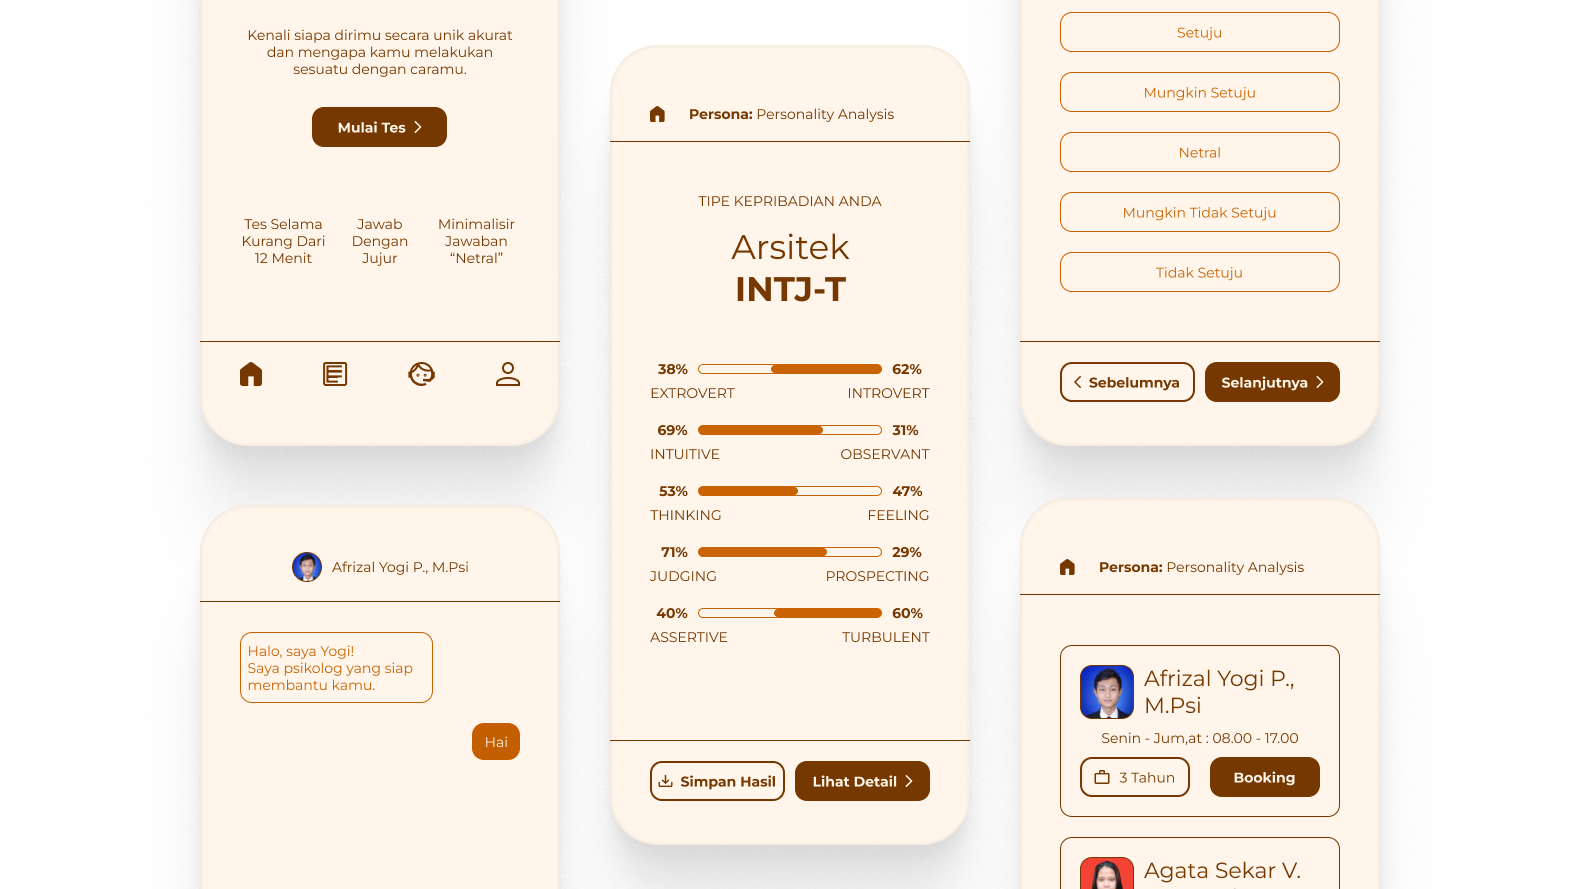 Kenali siapa dirimu secara unik akurat
dan mengapa kamu melakukan
sesuatu dengan caramu.
Mulai Tes
Tes Selama
Kurang Dari
12 Menit
Jawab
Dengan
Jujur
Minimalisir
Jawaban
“Netral”
Afrizal Yogi P., M.Psi
Halo, saya Yogi!
Saya psikolog yang siap
membantu kamu.
Hai
Persona: Personality Analysis
TIPE KEPRIBADIAN ANDA
Arsitek
INTJ-T
38% 62%
EXTROVERT INTROVERT
69% 31%
INTUITIVE OBSERVANT
53% 47%
THINKING FEELING
71% 29%
JUDGING PROSPECTING
40% 60%
ASSERTIVE TURBULENT
Simpan Hasil
Lihat Detail
Setuju
Mungkin Setuju
Netral
Mungkin Tidak Setuju
Tidak Setuju
Sebelumnya
Selanjutnya
Persona: Personality Analysis
Afrizal Yogi P.,
M.Psi
Senin - Jum,at : 08.00 - 17.00
3 Tahun
Booking
Agata Sekar V.